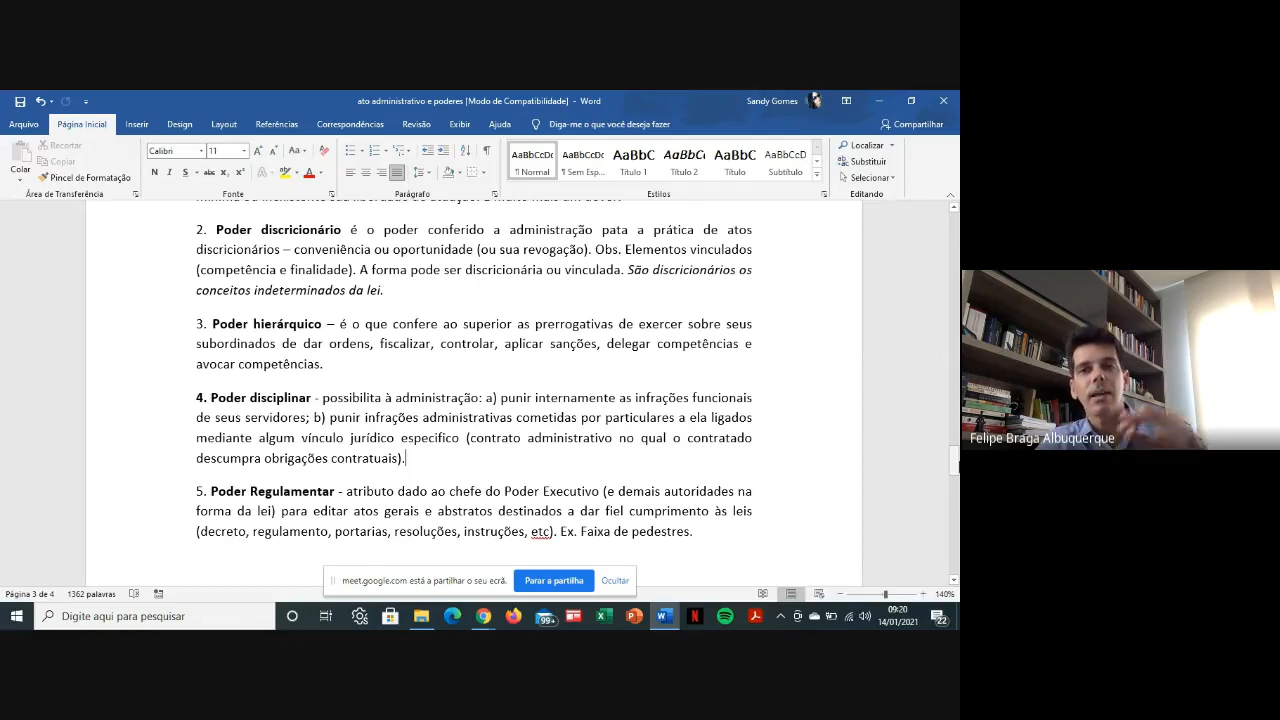 ato administrativo e poderes [Modo de Compatibilidade] - Word
Sandy Gomes
Arquivo Página Inicial Inserir Design Layout Referências Correspondências Revisão Exibir Ajuda Diga-me o que você deseja fazer Compartilhar
Colar
Recortar
Copiar
Pincel de Formatação
Área de Transferência
Calibri 11
N I S abc x₂ x²
Fonte
Parágrafo
AaBbCcDc AaBbCcDc AaBbC AaBbCc AaBbC AaBbCcD
¶ Normal ¶ Sem Esp... Título 1 Título 2 Título Subtítulo
Estilos
Localizar
Substituir
Selecionar
Editando
2. Poder discricionário é o poder conferido a administração pata a prática de atos
discricionários – conveniência ou oportunidade (ou sua revogação). Obs. Elementos vinculados
(competência e finalidade). A forma pode ser discricionária ou vinculada. São discricionários os
conceitos indeterminados da lei.
3. Poder hierárquico – é o que confere ao superior as prerrogativas de exercer sobre seus
subordinados de dar ordens, fiscalizar, controlar, aplicar sanções, delegar competências e
avocar competências.
4. Poder disciplinar - possibilita à administração: a) punir internamente as infrações funcionais
de seus servidores; b) punir infrações administrativas cometidas por particulares a ela ligados
mediante algum vínculo jurídico especifico (contrato administrativo no qual o contratado
descumpra obrigações contratuais).
5. Poder Regulamentar - atributo dado ao chefe do Poder Executivo (e demais autoridades na
forma da lei) para editar atos gerais e abstratos destinados a dar fiel cumprimento às leis
(decreto, regulamento, portarias, resoluções, instruções, etc). Ex. Faixa de pedestres.
meet.google.com está a partilhar o seu ecrã. Parar a partilha Ocultar
Página 3 de 4 1362 palavras 140%
Digite aqui para pesquisar
99+
09:20
14/01/2021
22
Felipe Braga Albuquerque